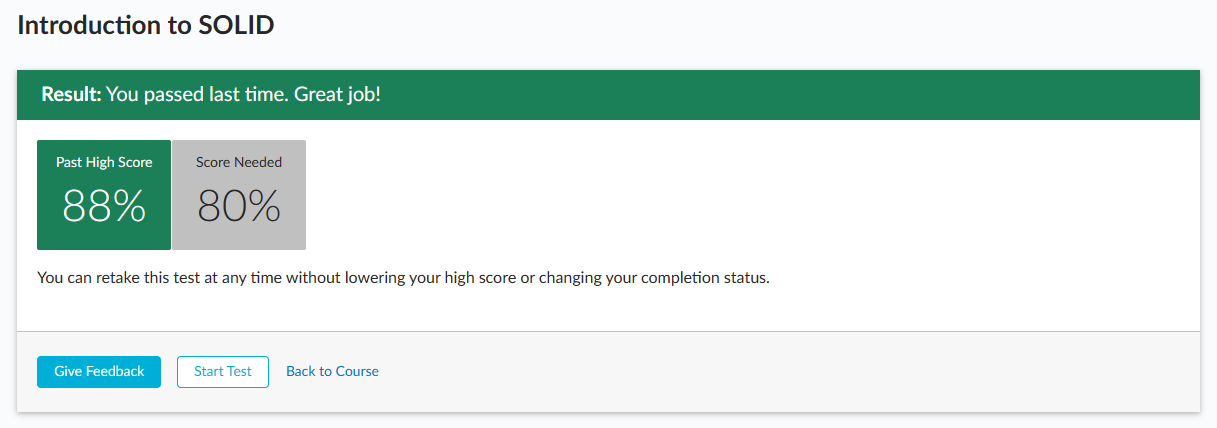 Introduction to SOLID
Result: You passed last time. Great job!
Past High Score
88%
Score Needed
80%
You can retake this test at any time without lowering your high score or changing your completion status.
Give Feedback
Start Test
Back to Course